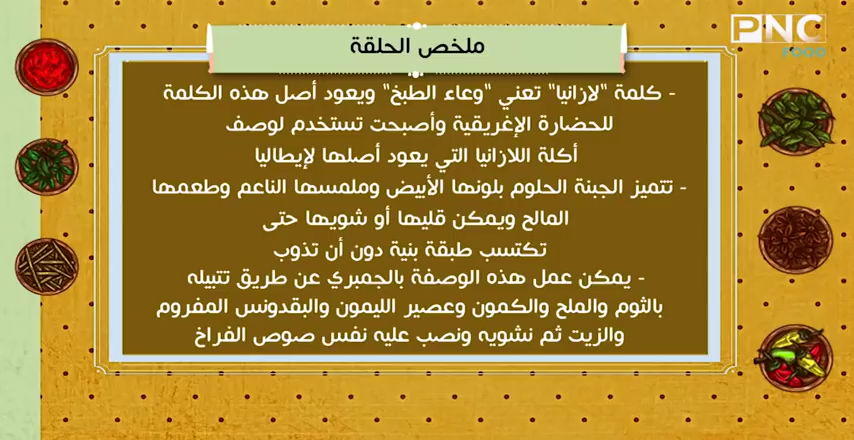 PNC
FOOD
ملخص الحلقة
- كلمة "لازانيا" تعني "وعاء الطبخ" ويعود أصل هذه الكلمة
للحضارة الإغريقية وأصبحت تستخدم لوصف
أكلة اللازانيا التي يعود أصلها لإيطاليا
- تتميز الجبنة الحلوم بلونها الأبيض وملمسها الناعم وطعمها
المالح ويمكن قليها أو شويها حتى
تكتسب طبقة بنية دون أن تذوب
- يمكن عمل هذه الوصفة بالجمبري عن طريق تتبيله
بالثوم والملح والكمون وعصير الليمون والبقدونس المفروم
والزيت ثم نشويه ونصب عليه نفس صوص الفراخ